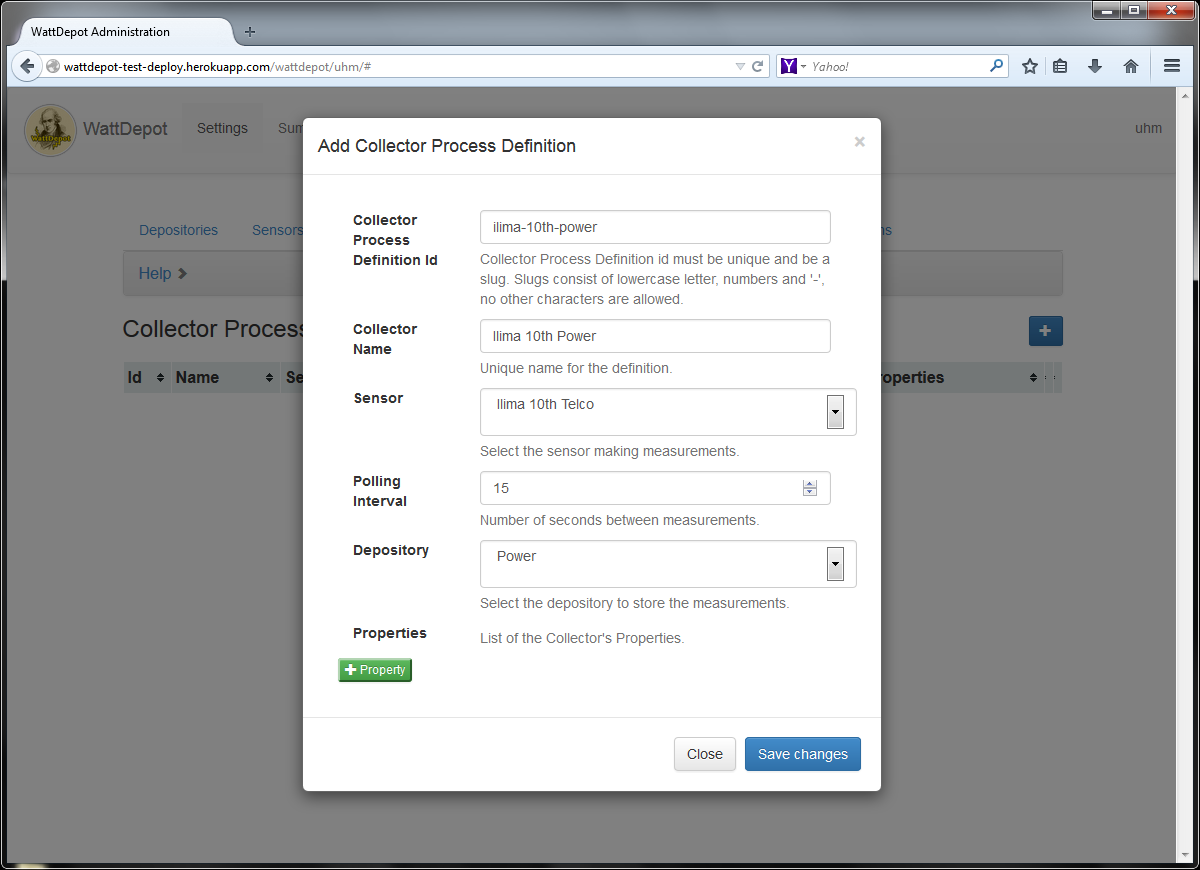 WattDepot Administration
wattdepot-test-deploy.herokuapp.com/wattdepot/uhm/#
Yahoo!
WattDepot
WattDepot
Settings
Sum
uhm
Add Collector Process Definition
×
Depositories
Sensors
ns
Help
Collector Process
Id
Name
Se
roperties
Collector
Process
Definition Id
ilima-10th-power
Collector Process Definition id must be unique and be a
slug. Slugs consist of lowercase letter, numbers and '-',
no other characters are allowed.
Collector
Name
Ilima 10th Power
Unique name for the definition.
Sensor
Ilima 10th Telco
Select the sensor making measurements.
Polling
Interval
15
Number of seconds between measurements.
Depository
Power
Select the depository to store the measurements.
Properties
List of the Collector's Properties.
Property
Close
Save changes